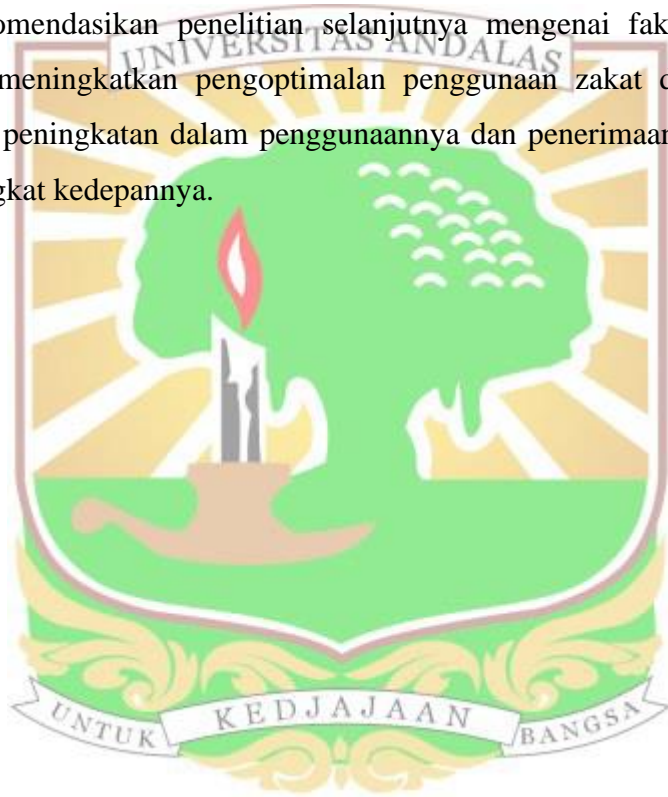 omendasikan penelitian selanjutnya mengenai fak
UNIVERSITAS ANDALAS
meningkatkan pengoptimalan penggunaan zakat
peningkatan dalam penggunaannya dan penerimaan
gkat kedepannya.
UNTUK KEDJAJAAN BANGSA